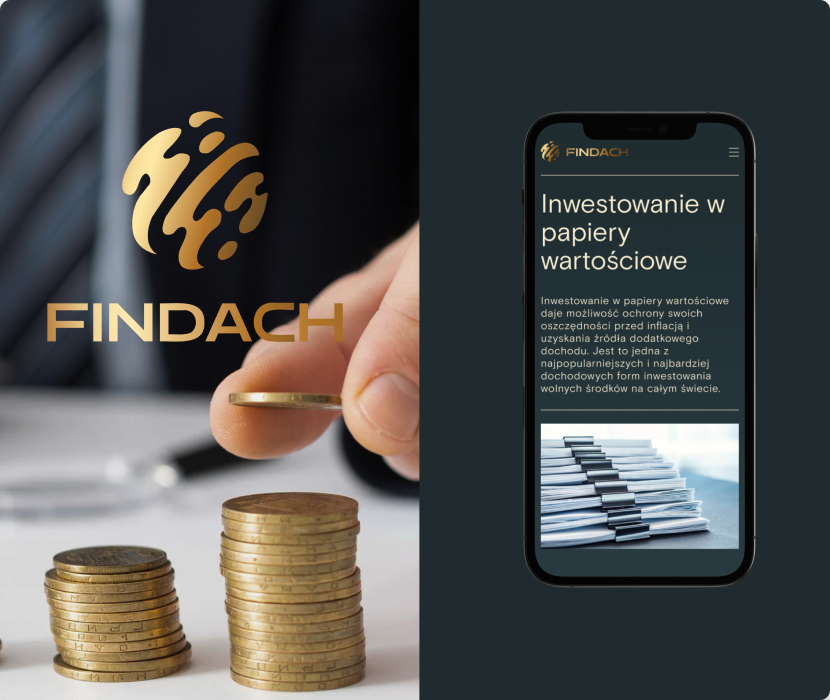 FINDACH
FINDACH
Inwestowanie w
papiery
wartościowe
Inwestowanie w papiery wartościowe
daje możliwość ochrony swoich
oszczędności przed inflacją i
uzyskania źródła dodatkowego
dochodu. Jest to jedna z
najpopularniejszych i najbardziej
dochodowych form inwestowania
wolnych środków na całym świecie.